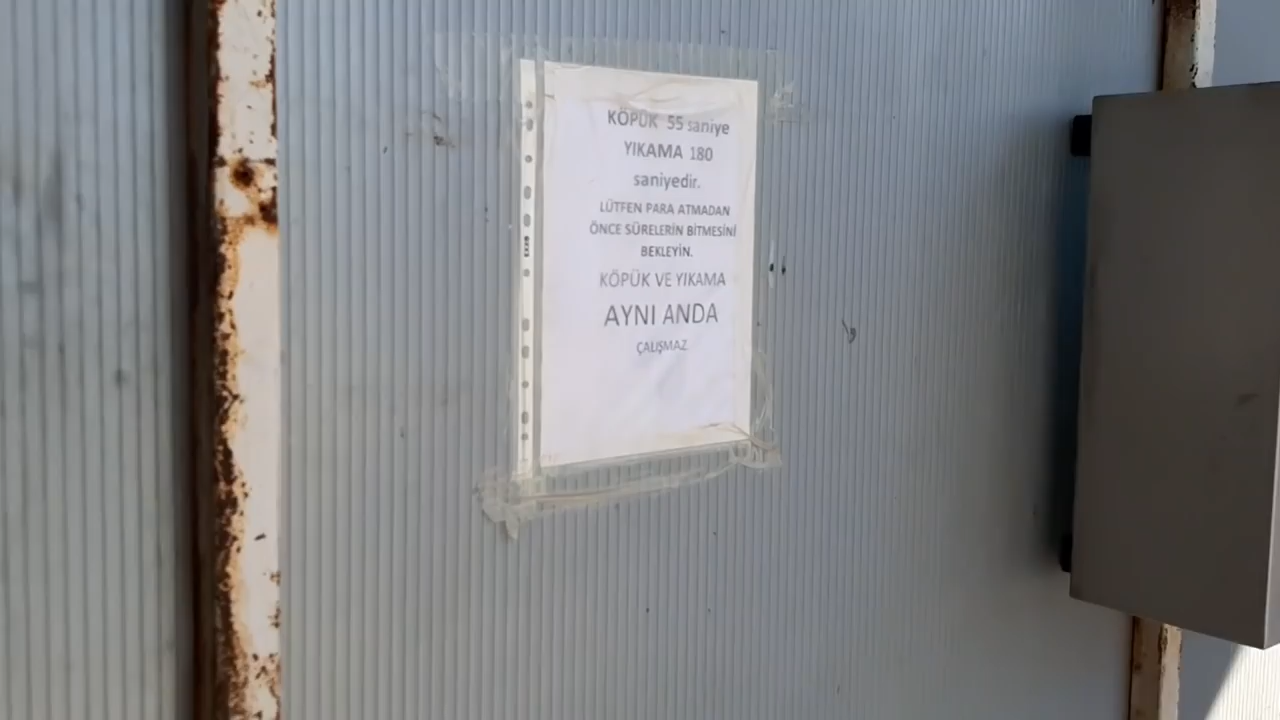 KÖPÜK 55 saniye
YIKAMA 180
saniyedir.
LÜTFEN PARA ATMADAN
ÖNCE SÜRELERİN BİTMESİNİ
BEKLEYİN.
KÖPÜK VE YIKAMA
AYNI ANDA
ÇALIŞMAZ